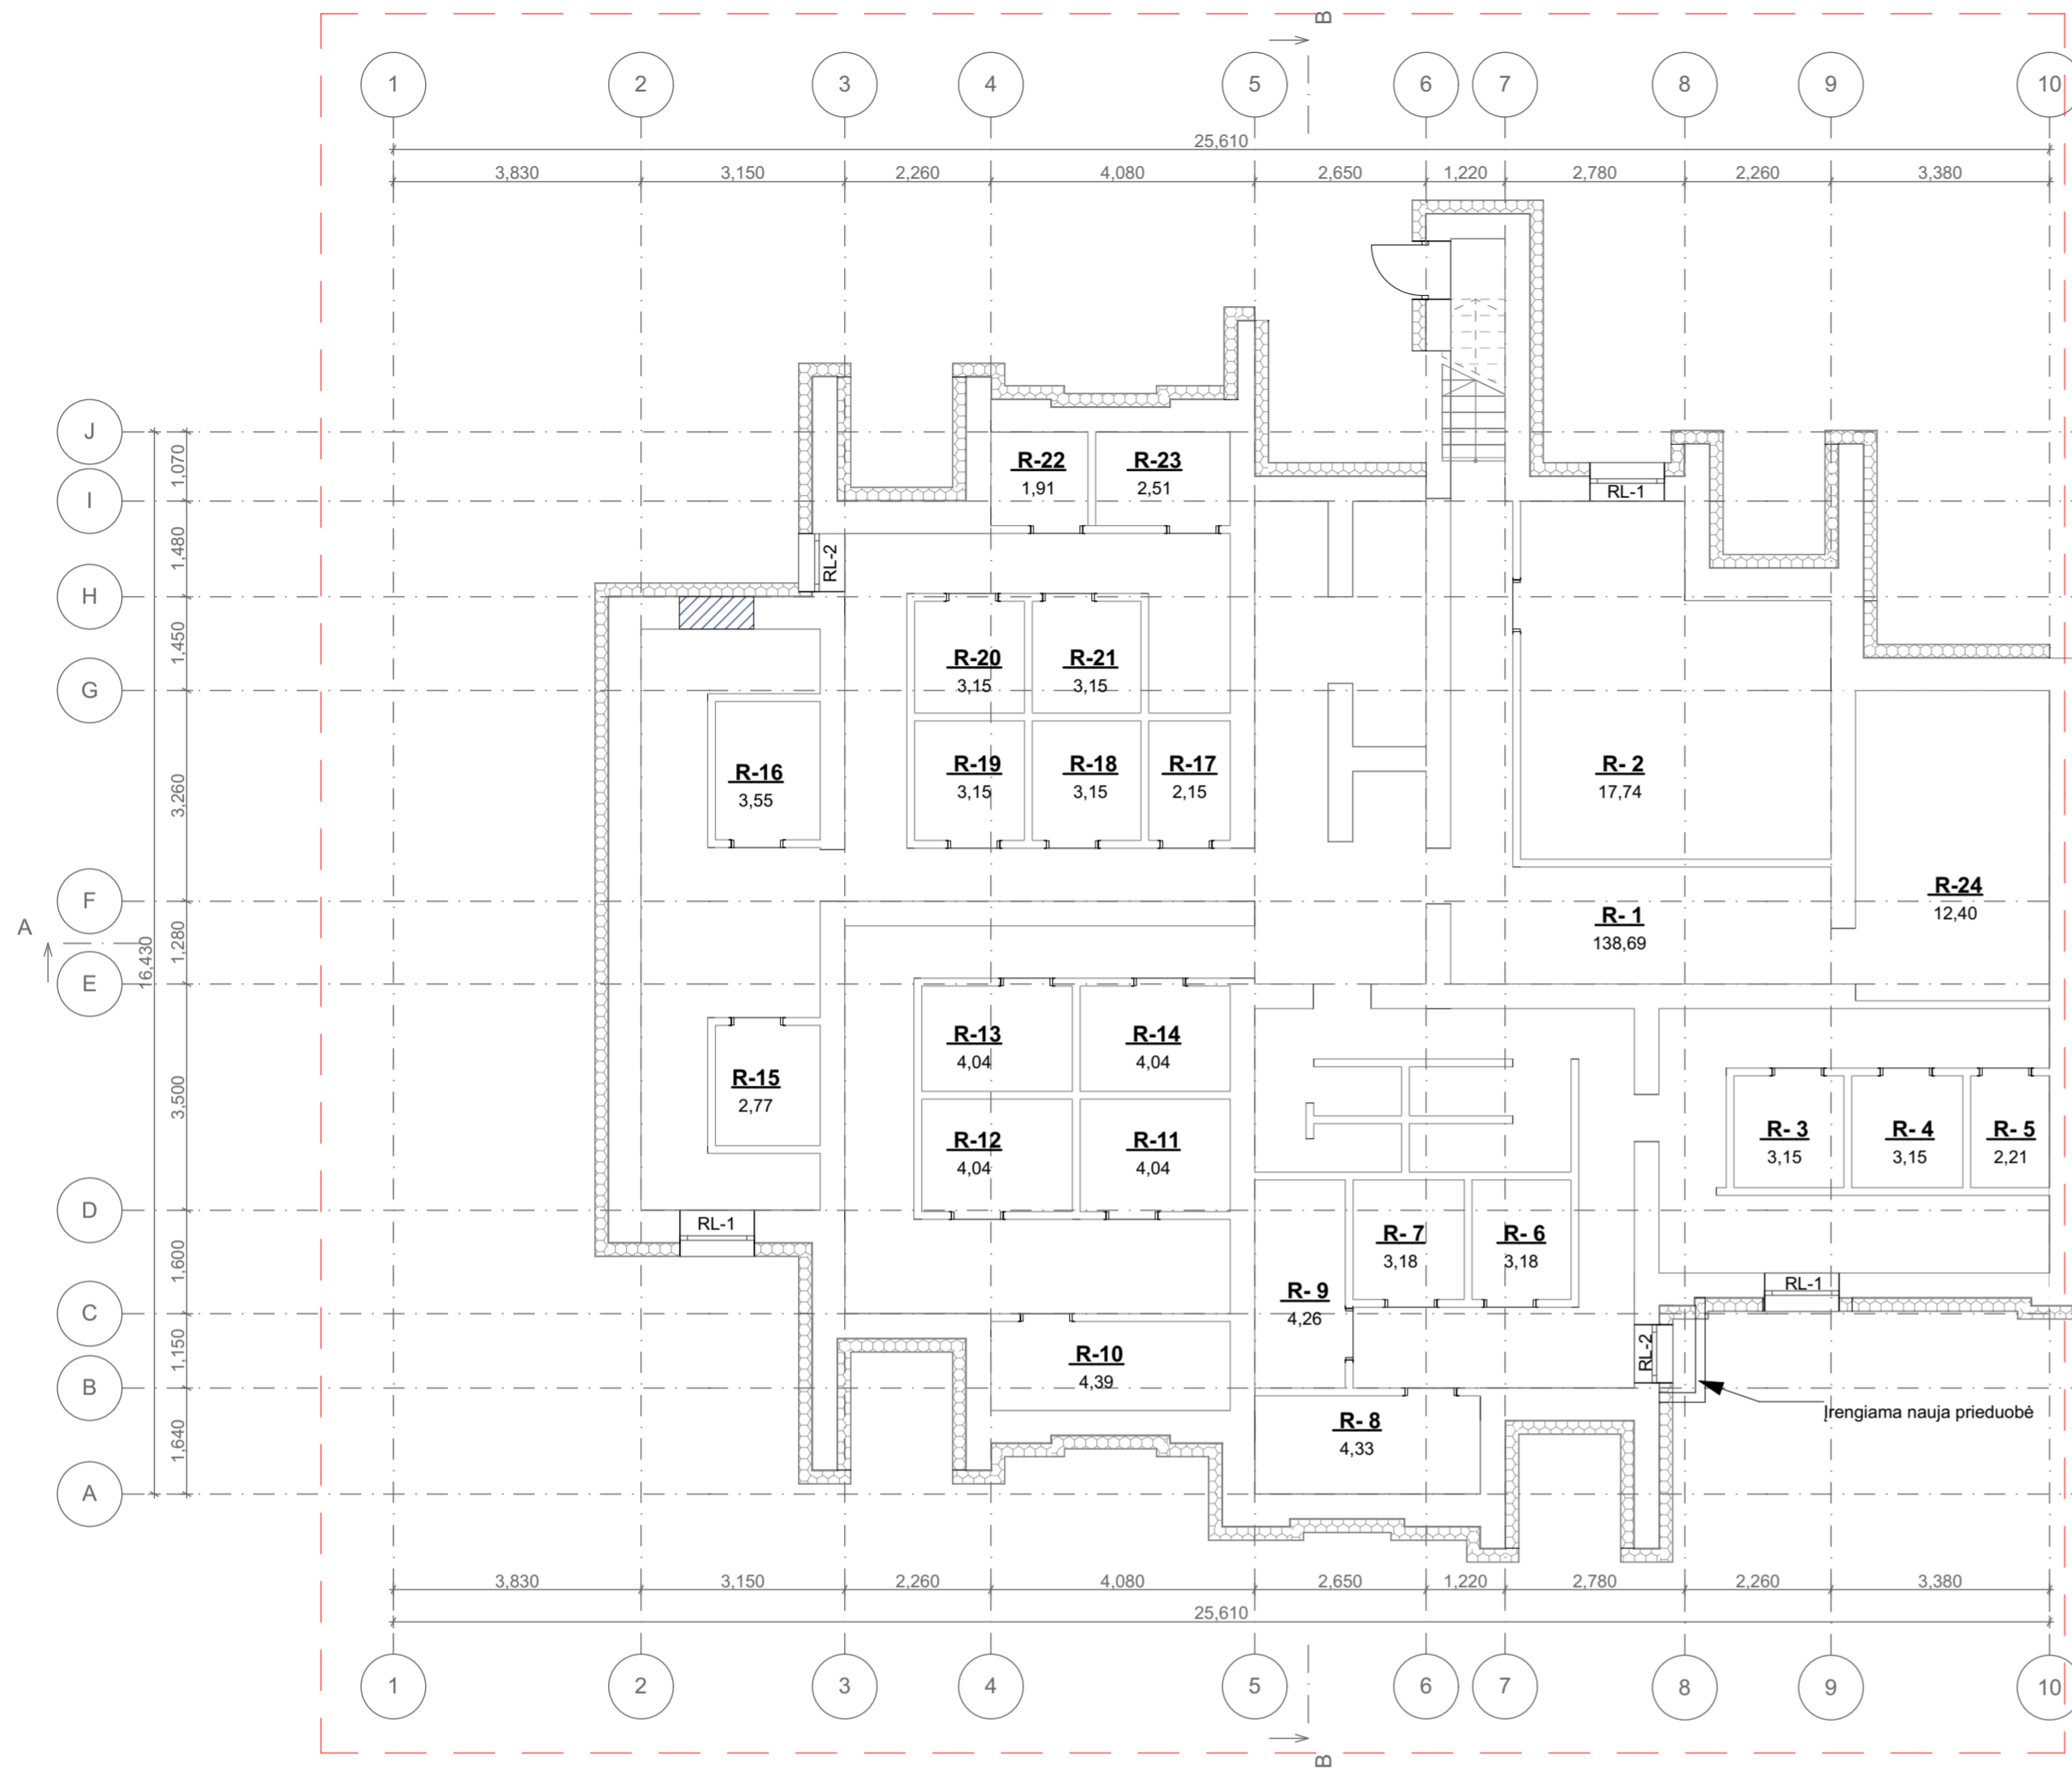 B
1 2 3 4 5 6 7 8 9 10
25,610
3,830 3,150 2,260 4,080 2,650 1,220 2,780 2,260 3,380
J
I
H
G
F
E
D
C
B
A
1,070
1,480
1,450
3,260
1,280
3,500
1,600
1,150
1,640
16,430
A
R-22
1,91
R-23
2,51
RL-1
RL-2
R-20
3,15
R-21
3,15
R-16
3,55
R-19
3,15
R-18
3,15
R-17
2,15
R- 2
17,74
R-24
12,40
R- 1
138,69
R-13
4,04
R-14
4,04
R-15
2,77
R-12
4,04
R-11
4,04
R- 3
3,15
R- 4
3,15
R- 5
2,21
RL-1
R- 7
3,18
R- 6
3,18
R- 9
4,26
RL-1
RL-2
R-10
4,39
R- 8
4,33
Įrengiama nauja prieduobė
3,830 3,150 2,260 4,080 2,650 1,220 2,780 2,260 3,380
25,610
1 2 3 4 5 6 7 8 9 10
B